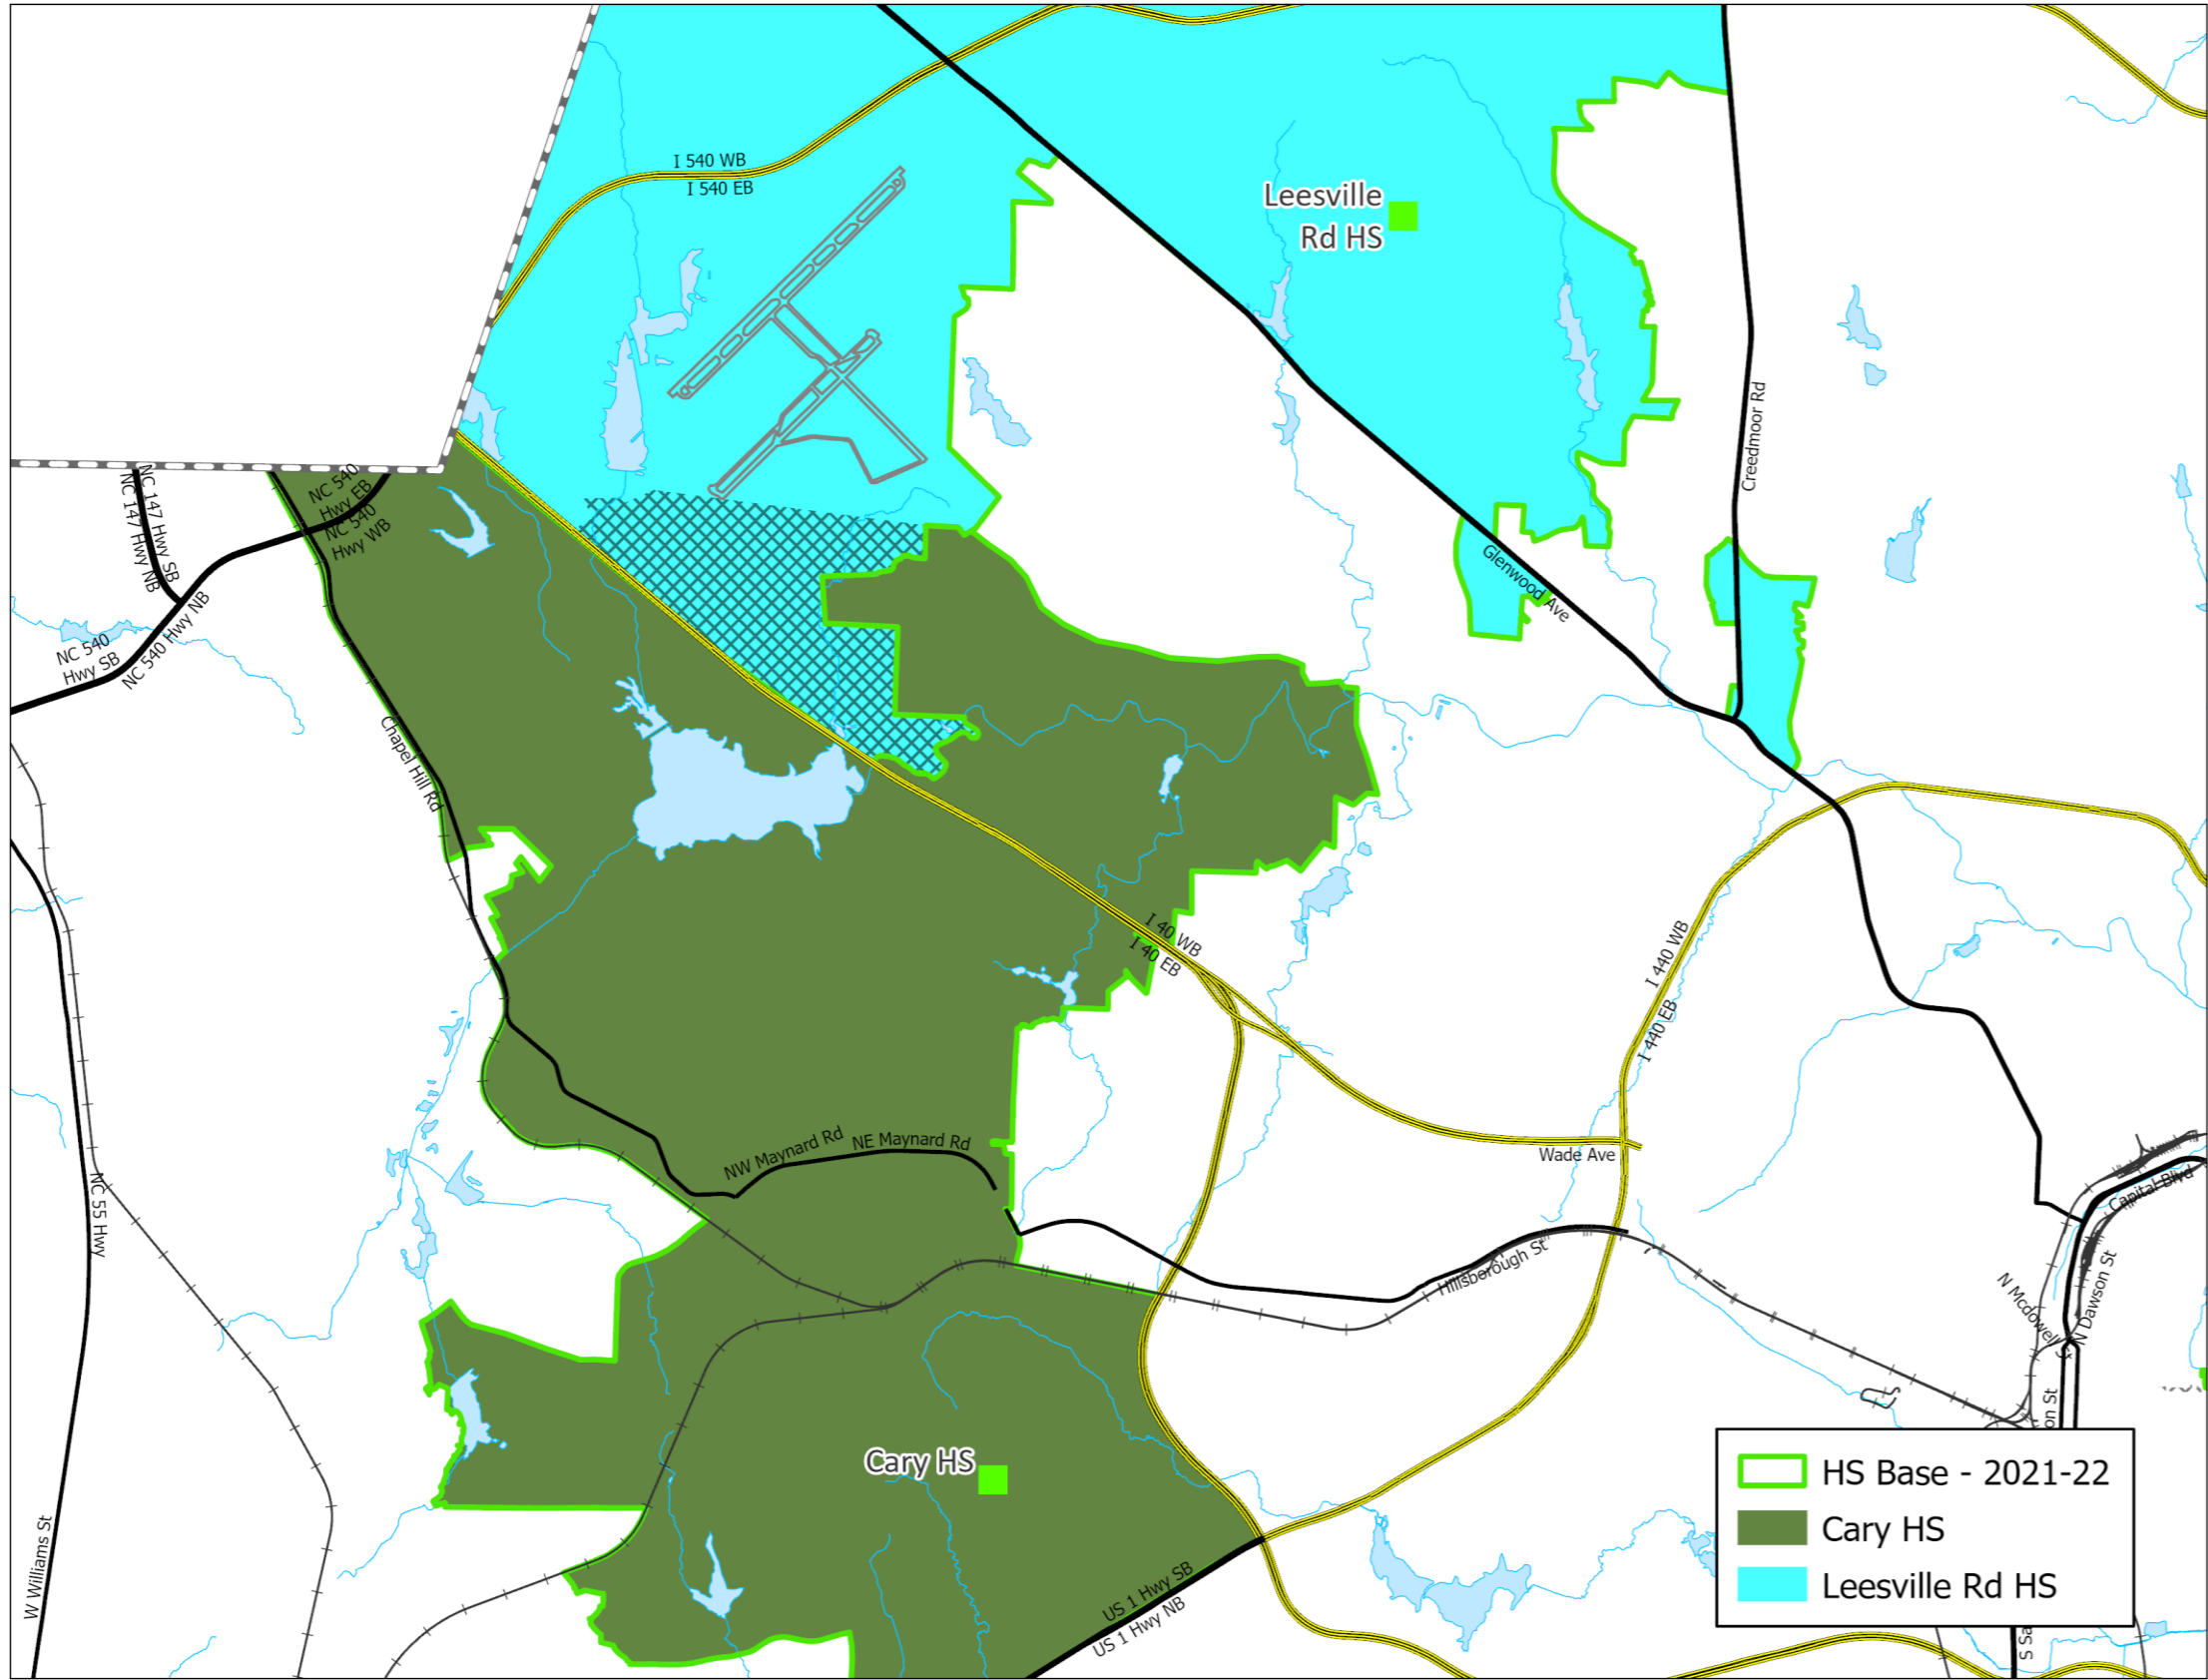 I 540 WB
I 540 EB
Leesville
Rd HS
Creedmoor Rd
NC 540
Hwy EB
NC 540
Hwy WB
NC 147 Hwy SB
NC 147 Hwy NB
NC 540
Hwy SB
NC 540 Hwy NB
Glenwood Ave
Chapel Hill Rd
I 40 WB
I 40 EB
I 440 WB
I 440 EB
NW Maynard Rd
NE Maynard Rd
Wade Ave
NC 55 Hwy
Capital Blvd
Hillsborough St
N Dawson St
N Mcdowell St
on St
Cary HS
W Williams St
US 1 Hwy SB
US 1 Hwy NB
S Sa
HS Base - 2021-22
Cary HS
Leesville Rd HS